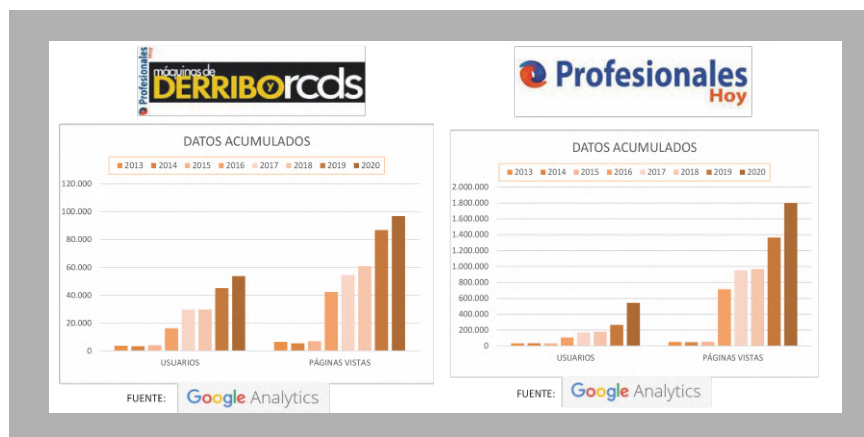 Profesionales
máquinas de
DERRIBO Y rcds
DATOS ACUMULADOS
2013 2014 2015 2016 2017 2018 2019 2020
120.000
100.000
80.000
60.000
40.000
20.000
0
USUARIOS PÁGINAS VISTAS
FUENTE: Google Analytics
Profesionales
Hoy
DATOS ACUMULADOS
2013 2014 2015 2016 2017 2018 2019 2020
2.000.000
1.800.000
1.600.000
1.400.000
1.200.000
1.000.000
800.000
600.000
400.000
200.000
0
USUARIOS PÁGINAS VISTAS
FUENTE: Google Analytics